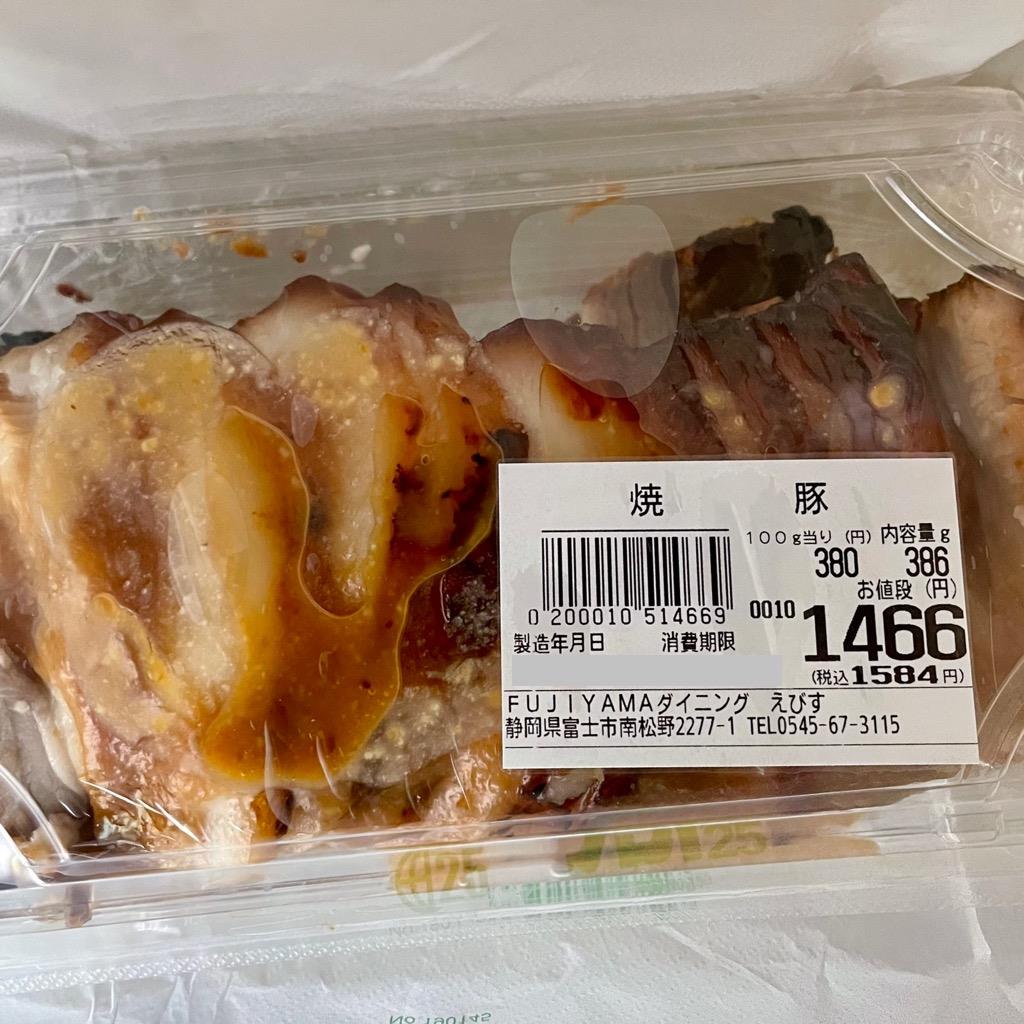 焼 豚
100g当り (円) 内容量g
380 386
お値段 (円)
0 200010 514669
0010 1466
製造年月日 消費期限
(税込1584円)
FUJIYAMAダイニング えびす
静岡県富士市南松野2277-1 TEL0545-67-3115